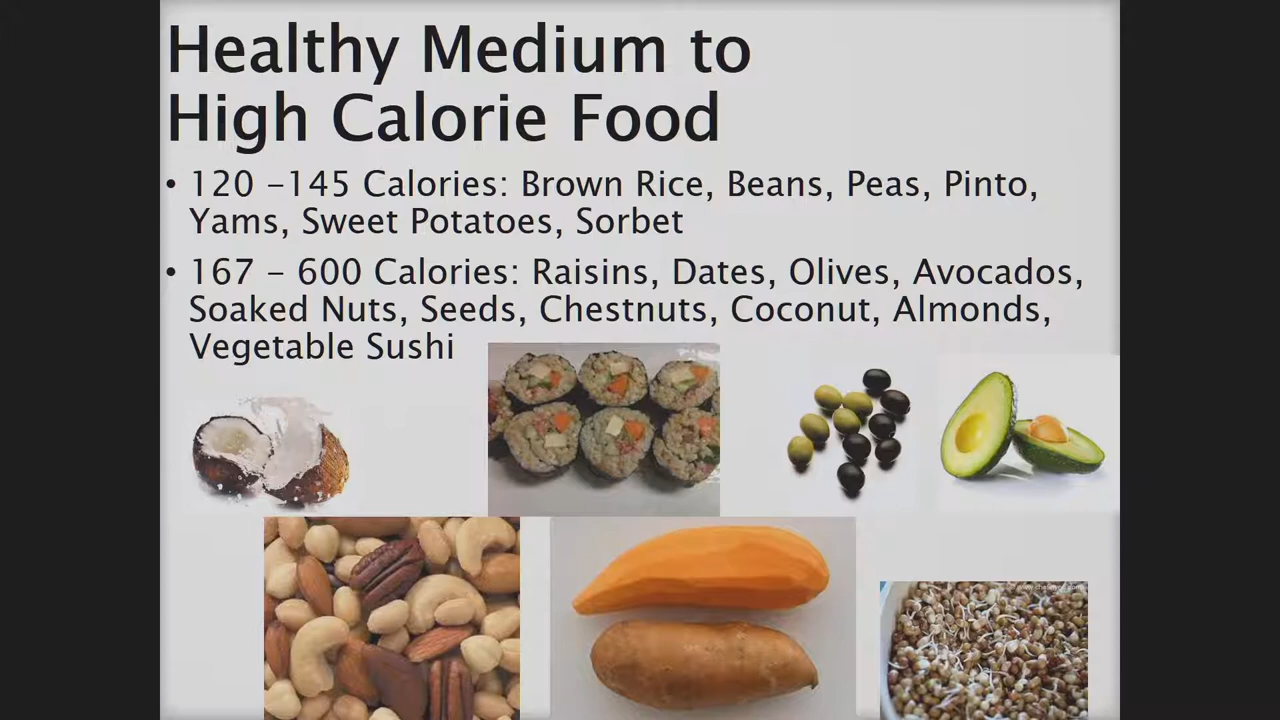 Healthy Medium to
High Calorie Food
• 120 –145 Calories: Brown Rice, Beans, Peas, Pinto,
Yams, Sweet Potatoes, Sorbet
• 167 – 600 Calories: Raisins, Dates, Olives, Avocados,
Soaked Nuts, Seeds, Chestnuts, Coconut, Almonds,
Vegetable Sushi